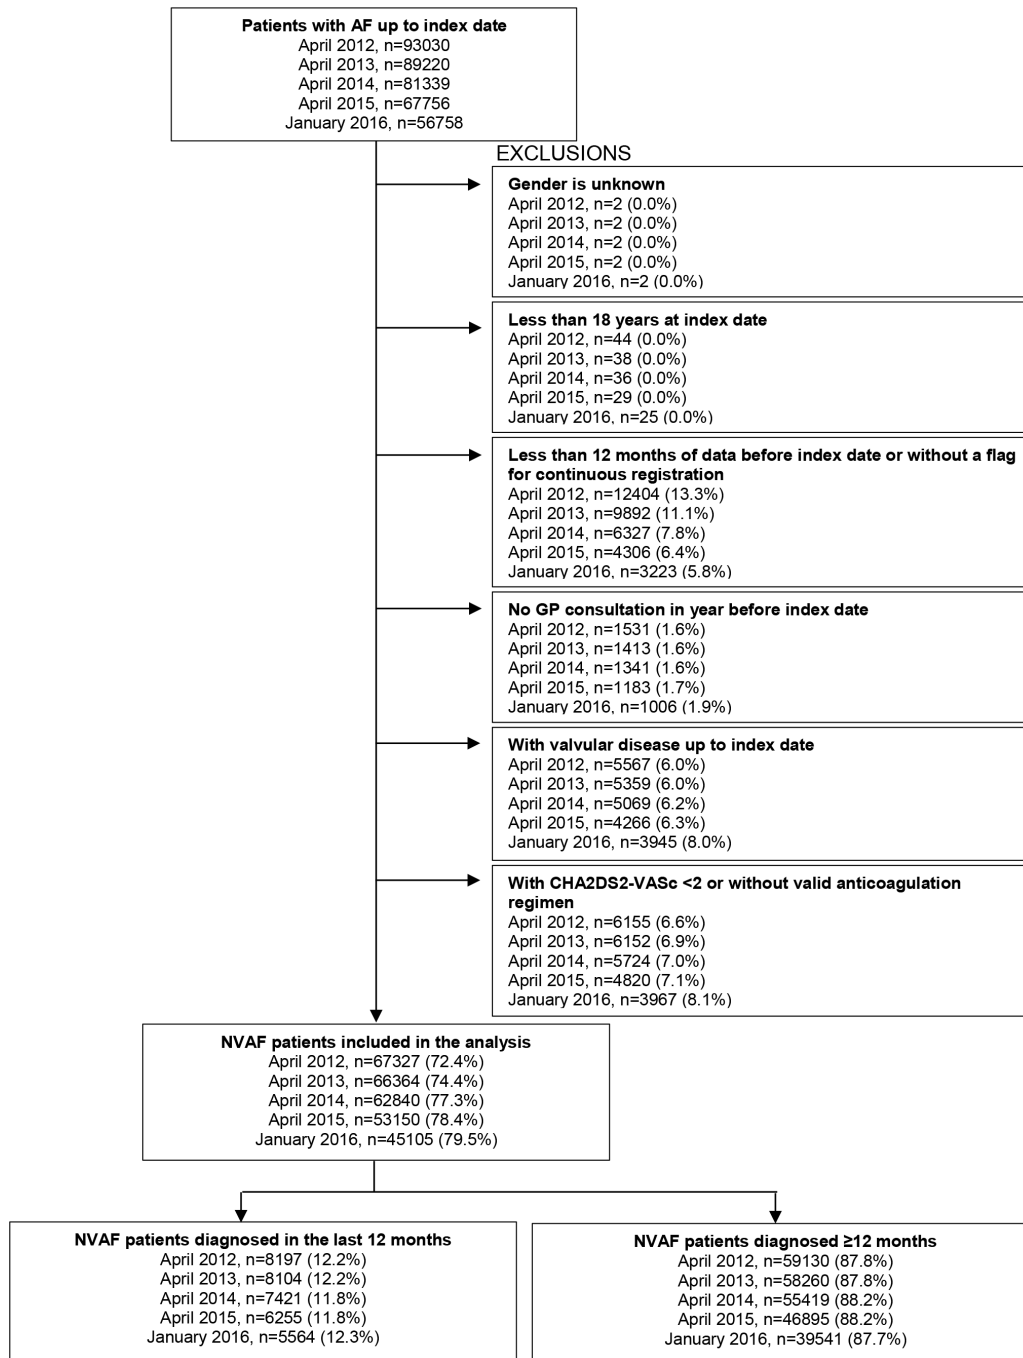 Patients with AF up to index date
April 2012, n=93030
April 2013, n=89220
April 2014, n=81339
April 2015, n=67756
January 2016, n=56758
EXCLUSIONS
Gender is unknown
April 2012, n=2 (0.0%)
April 2013, n=2 (0.0%)
April 2014, n=2 (0.0%)
April 2015, n=2 (0.0%)
January 2016, n=2 (0.0%)
Less than 18 years at index date
April 2012, n=44 (0.0%)
April 2013, n=38 (0.0%)
April 2014, n=36 (0.0%)
April 2015, n=29 (0.0%)
January 2016, n=25 (0.0%)
Less than 12 months of data before index date or without a flag
for continuous registration
April 2012, n=12404 (13.3%)
April 2013, n=9892 (11.1%)
April 2014, n=6327 (7.8%)
April 2015, n=4306 (6.4%)
January 2016, n=3223 (5.8%)
No GP consultation in year before index date
April 2012, n=1531 (1.6%)
April 2013, n=1413 (1.6%)
April 2014, n=1341 (1.6%)
April 2015, n=1183 (1.7%)
January 2016, n=1006 (1.9%)
With valvular disease up to index date
April 2012, n=5567 (6.0%)
April 2013, n=5359 (6.0%)
April 2014, n=5069 (6.2%)
April 2015, n=4266 (6.3%)
January 2016, n=3945 (8.0%)
With CHA2DS2-VASc <2 or without valid anticoagulation
regimen
April 2012, n=6155 (6.6%)
April 2013, n=6152 (6.9%)
April 2014, n=5724 (7.0%)
April 2015, n=4820 (7.1%)
January 2016, n=3967 (8.1%)
NVAF patients included in the analysis
April 2012, n=67327 (72.4%)
April 2013, n=66364 (74.4%)
April 2014, n=62840 (77.3%)
April 2015, n=53150 (78.4%)
January 2016, n=45105 (79.5%)
NVAF patients diagnosed in the last 12 months
April 2012, n=8197 (12.2%)
April 2013, n=8104 (12.2%)
April 2014, n=7421 (11.8%)
April 2015, n=6255 (11.8%)
January 2016, n=5564 (12.3%)
NVAF patients diagnosed ≥12 months
April 2012, n=59130 (87.8%)
April 2013, n=58260 (87.8%)
April 2014, n=55419 (88.2%)
April 2015, n=46895 (88.2%)
January 2016, n=39541 (87.7%)